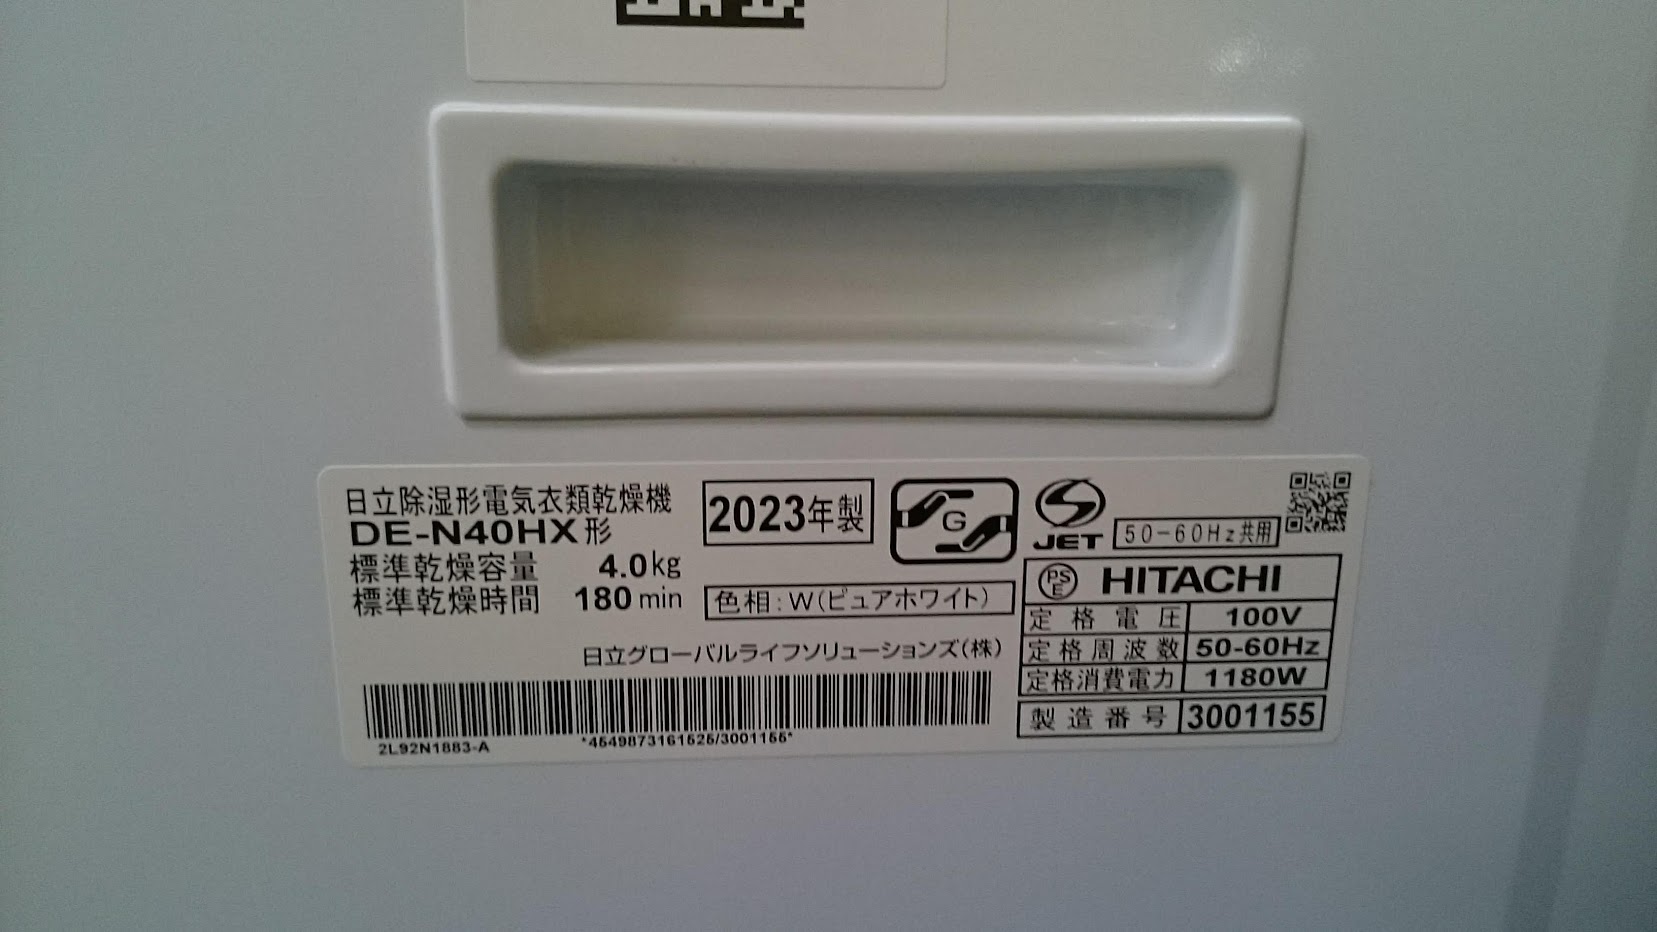 日立除湿形電気衣類乾燥機
DE-N40HX形
標準乾燥容量 4.0kg
標準乾燥時間 180min
2023年製
G
色相:W(ピュアホワイト)
日立グローバルライフソリューションズ(株)
2L92N1883-A
*4549873161525/3001155*
JET
50-60Hz共用
PSE HITACHI
定格電圧 100V
定格周波数 50-60Hz
定格消費電力 1180W
製造番号 3001155